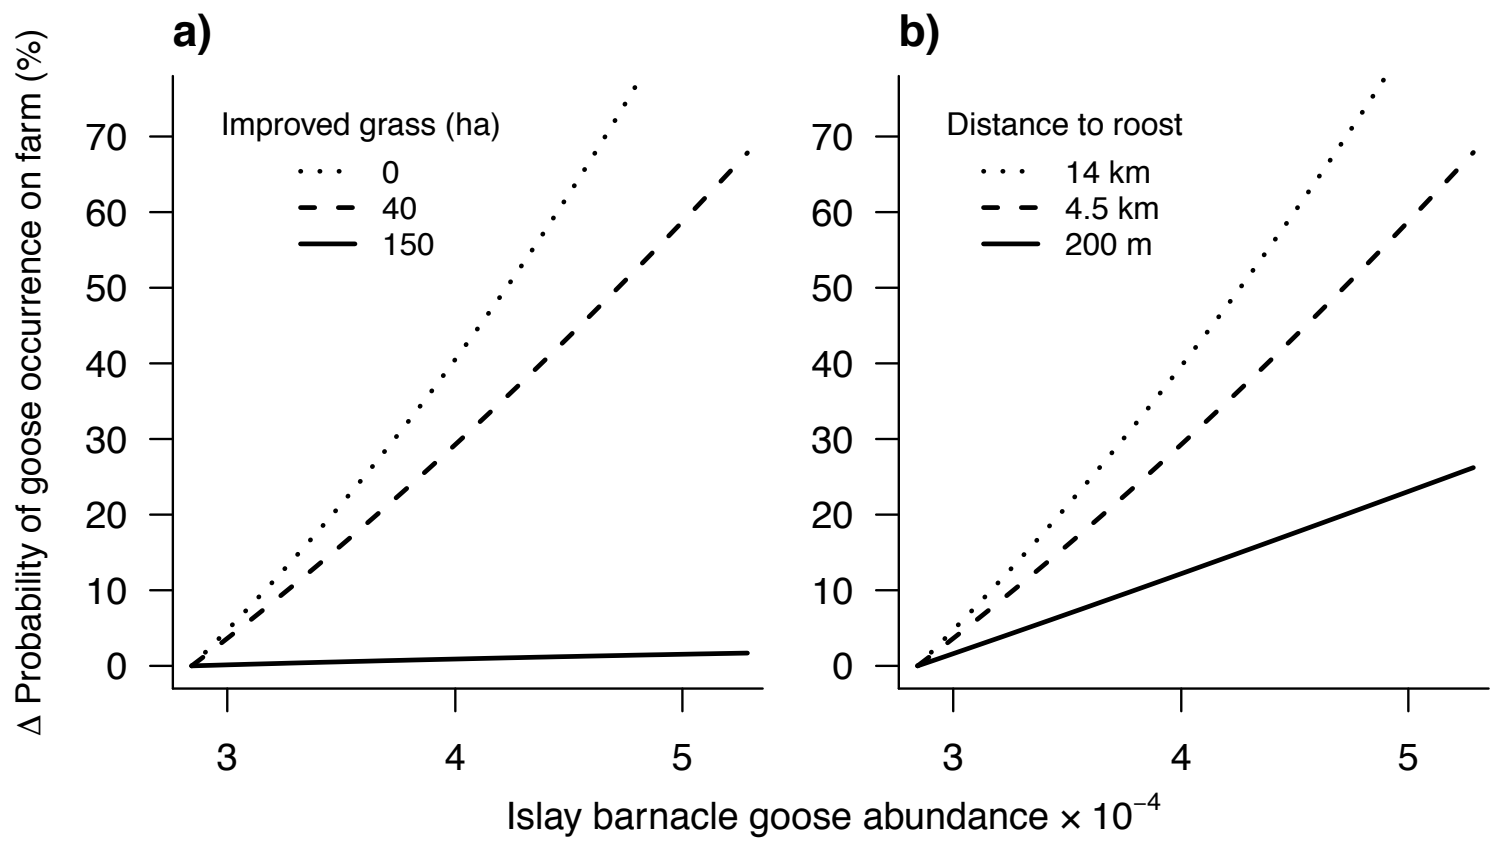 a)
Δ Probability of goose occurrence on farm (%)
Improved grass (ha)
0
40
150
70
60
50
40
30
20
10
0
3
4
5
b)
Distance to roost
14 km
4.5 km
200 m
70
60
50
40
30
20
10
0
3
4
5
Islay barnacle goose abundance × 10⁻⁴